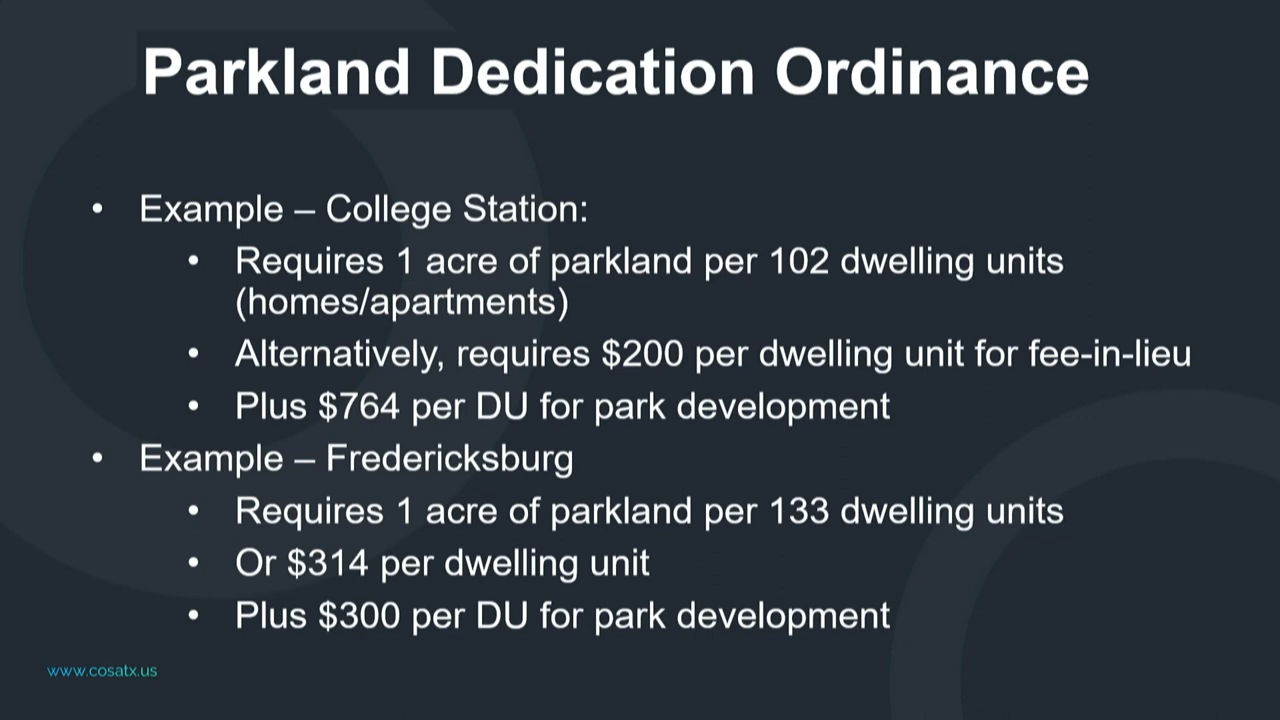 Parkland Dedication Ordinance
• Example – College Station:
• Requires 1 acre of parkland per 102 dwelling units
(homes/apartments)
• Alternatively, requires $200 per dwelling unit for fee-in-lieu
• Plus $764 per DU for park development
• Example – Fredericksburg
• Requires 1 acre of parkland per 133 dwelling units
• Or $314 per dwelling unit
• Plus $300 per DU for park development
www.cosatx.us